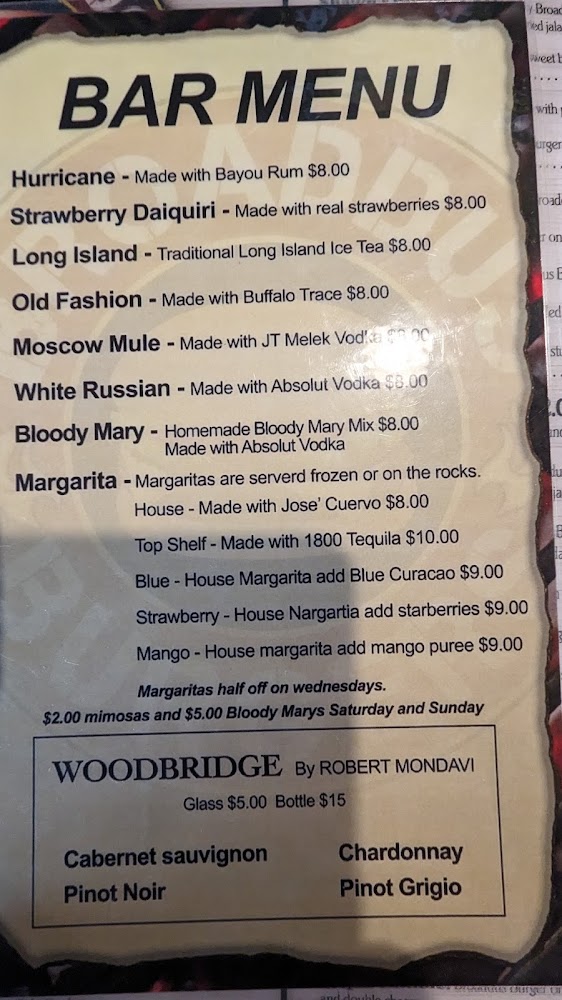 BAR MENU
Hurricane - Made with Bayou Rum $8.00
Strawberry Daiquiri - Made with real strawberries $8.00
Long Island - Traditional Long Island Ice Tea $8.00
Old Fashion - Made with Buffalo Trace $8.00
Moscow Mule - Made with JT Melek Vodka $8.00
White Russian - Made with Absolut Vodka $8.00
Bloody Mary - Homemade Bloody Mary Mix $8.00
Made with Absolut Vodka
Margarita - Margaritas are serverd frozen or on the rocks.
House - Made with Jose' Cuervo $8.00
Top Shelf - Made with 1800 Tequila $10.00
Blue - House Margarita add Blue Curacao $9.00
Strawberry - House Nargartia add starberries $9.00
Mango - House margarita add mango puree $9.00
Margaritas half off on wednesdays.
$2.00 mimosas and $5.00 Bloody Marys Saturday and Sunday
WOODBRIDGE By ROBERT MONDAVI
Glass $5.00 Bottle $15
Cabernet sauvignon Chardonnay
Pinot Noir Pinot Grigio